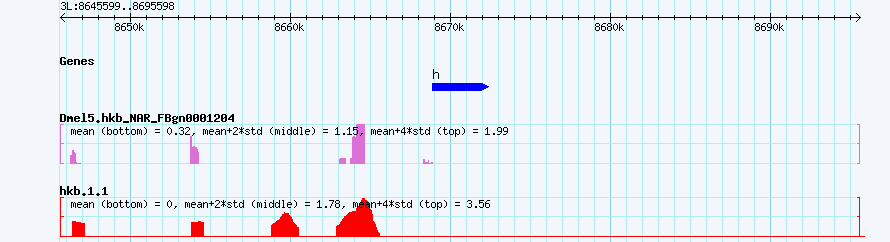 3L:8645599..8695598
8650k 8660k 8670k 8680k 8690k
Genes
h
Dmel5.hkb_NAR_FBgn0001204
mean (bottom) = 0.32, mean+2*std (middle) = 1.15, mean+4*std (top) = 1.99
hkb.1.1
mean (bottom) = 0, mean+2*std (middle) = 1.78, mean+4*std (top) = 3.56